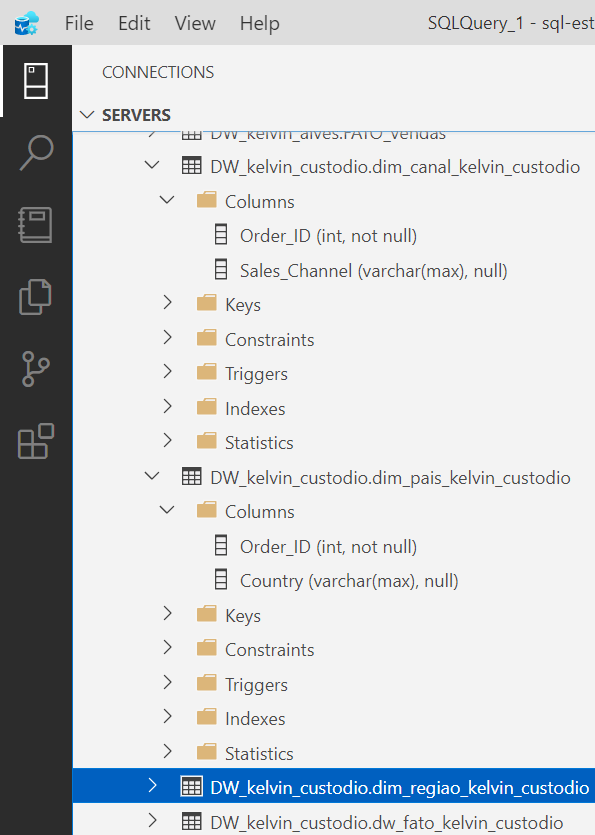 File Edit View Help SQLQuery_1 - sql-est
CONNECTIONS
SERVERS
DW_kelvin_alves.FATO_vendas
DW_kelvin_custodio.dim_canal_kelvin_custodio
Columns
Order_ID (int, not null)
Sales_Channel (varchar(max), null)
Keys
Constraints
Triggers
Indexes
Statistics
DW_kelvin_custodio.dim_pais_kelvin_custodio
Columns
Order_ID (int, not null)
Country (varchar(max), null)
Keys
Constraints
Triggers
Indexes
Statistics
DW_kelvin_custodio.dim_regiao_kelvin_custodio
DW_kelvin_custodio.dw_fato_kelvin_custodio